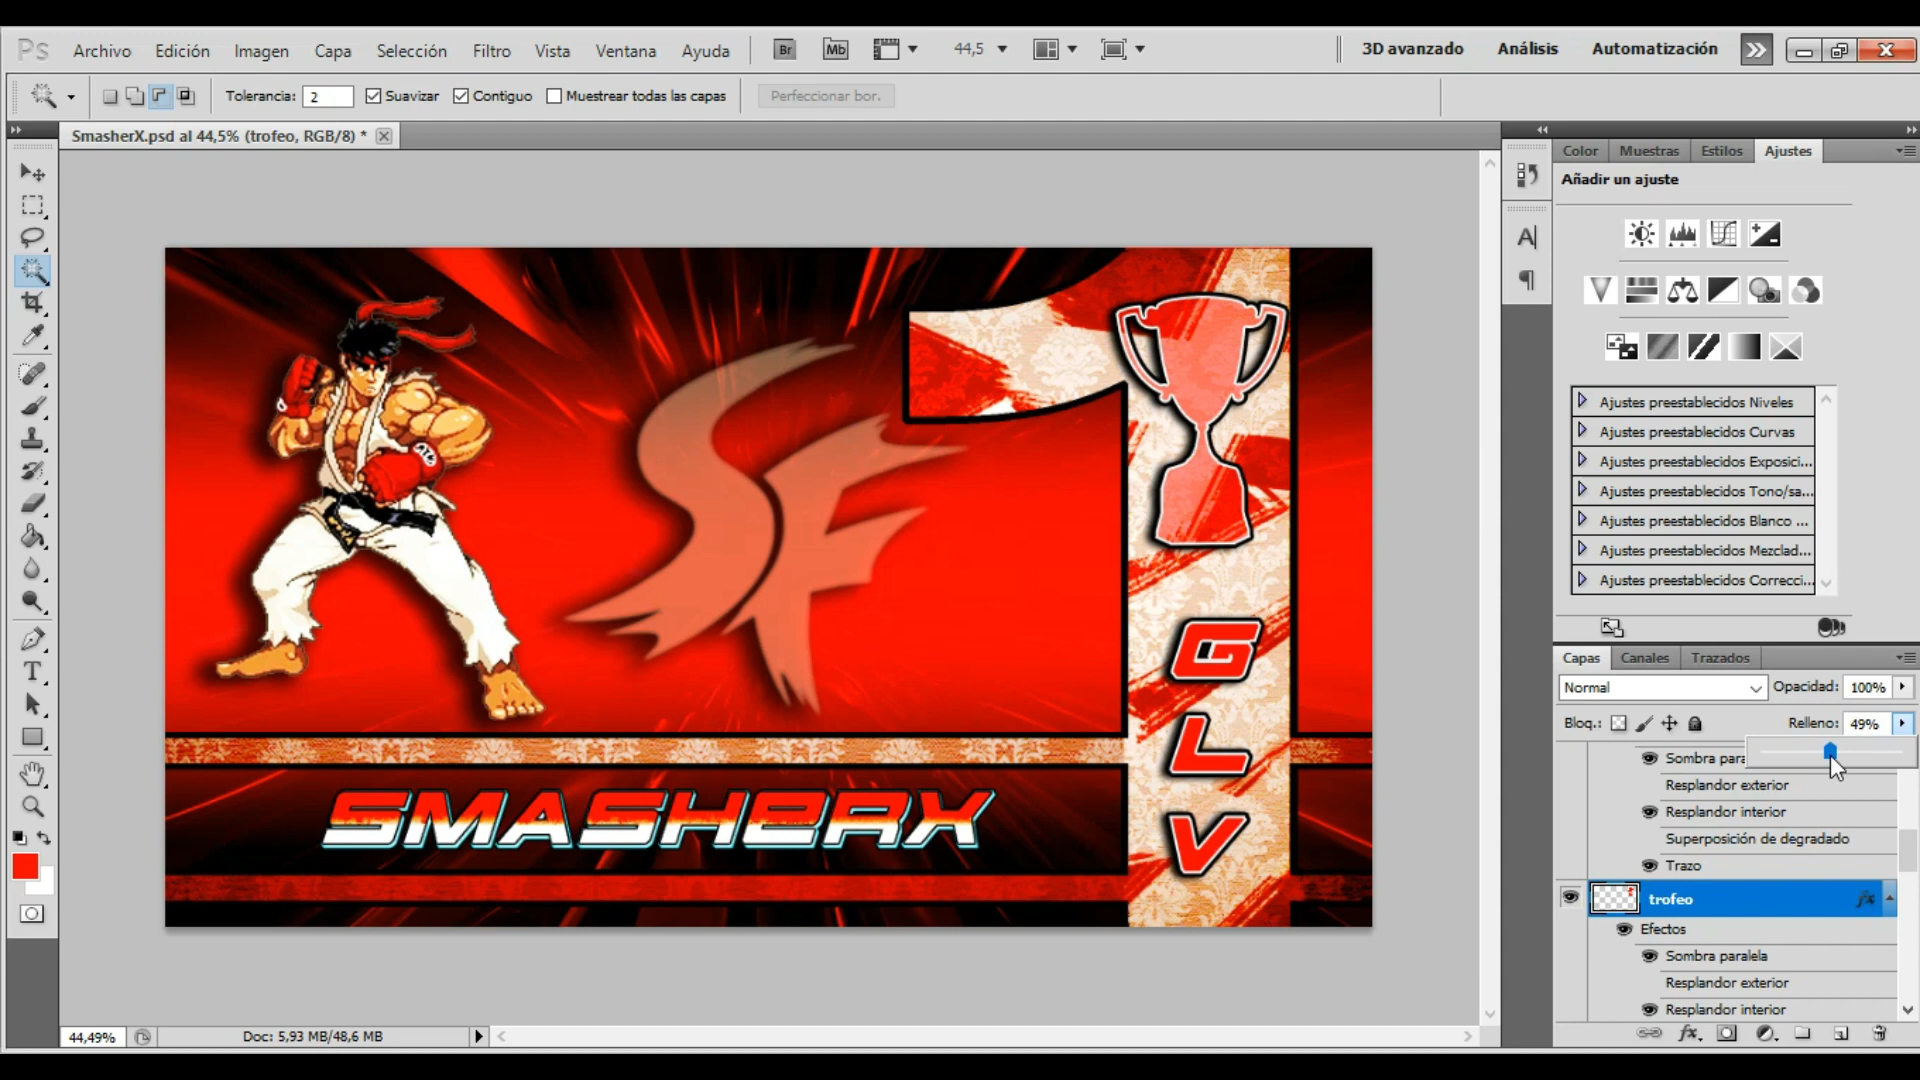 Ps Archivo Edición Imagen Capa Selección Filtro Vista Ventana Ayuda Br Mb 44,5 3D avanzado Análisis Automatización
Tolerancia: 2 Suavizar Contiguo Muestrear todas las capas Perfeccionar bor.
SmasherX.psd al 44,5% (trofeo, RGB/8) *
Color Muestras Estilos Ajustes
Añadir un ajuste
Ajustes preestablecidos Niveles
Ajustes preestablecidos Curvas
Ajustes preestablecidos Exposici...
Ajustes preestablecidos Tono/sa...
Ajustes preestablecidos Blanco ...
Ajustes preestablecidos Mezclad...
Ajustes preestablecidos Correcci...
SF
1
G
L
V
SMASHERX
Capas Canales Trazados
Normal Opacidad: 100%
Bloq.: Relleno: 49%
Sombra para
Resplandor exterior
Resplandor interior
Superposición de degradado
Trazo
trofeo fx
Efectos
Sombra paralela
Resplandor exterior
Resplandor interior
44,49% Doc: 5,93 MB/48,6 MB